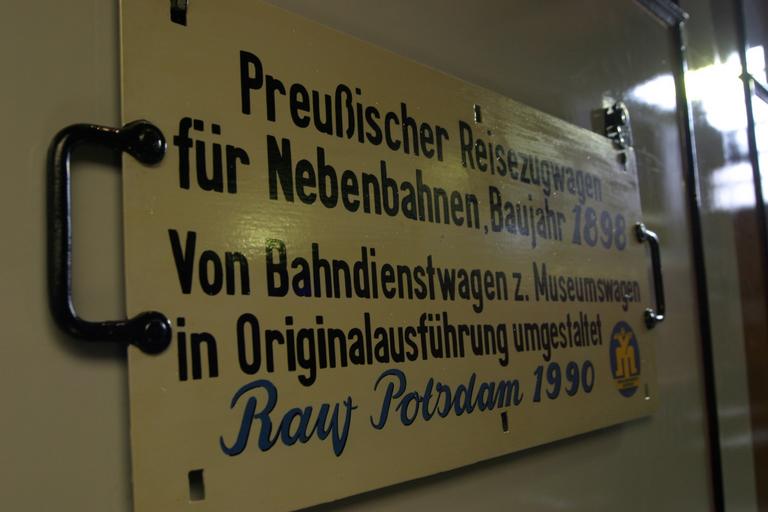 Preußischer Reisezugwagen
für Nebenbahnen, Baujahr 1898
Von Bahndienstwagen z. Museumswagen
in Originalausführung umgestaltet
Raw Potsdam 1990